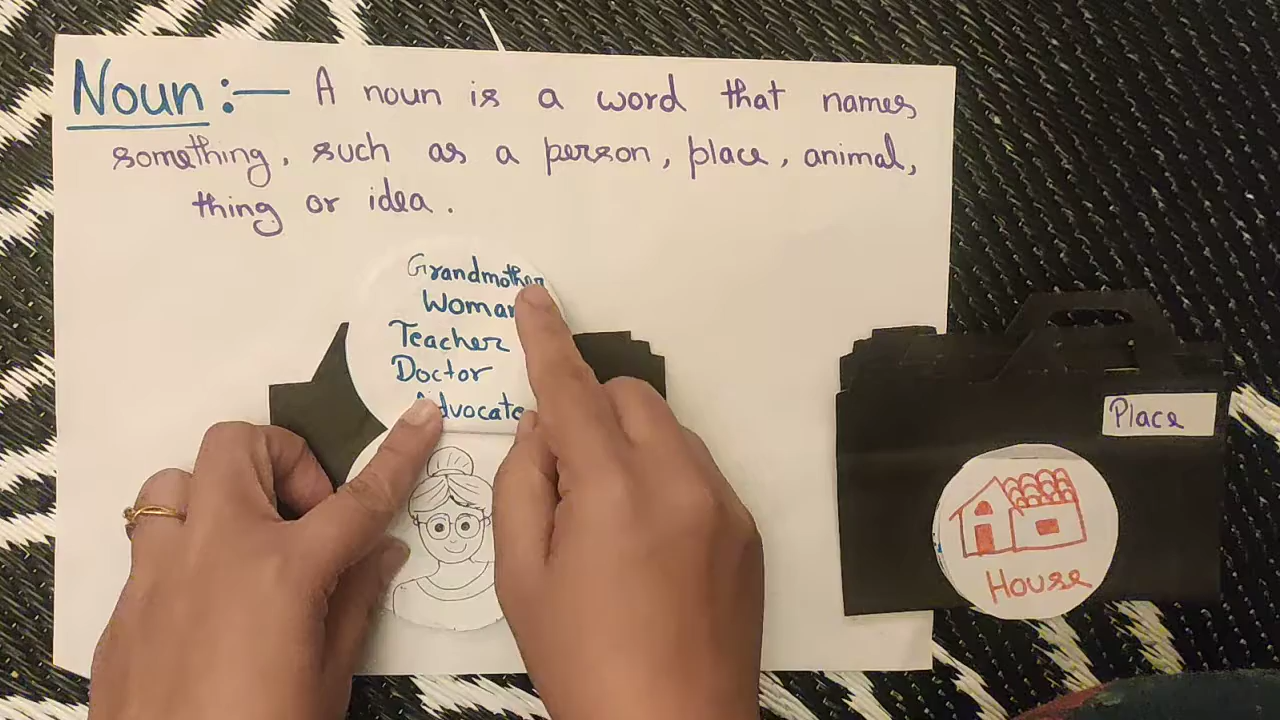 Noun :— A noun is a word that names
something, such as a person, place, animal,
thing or idea.
Grandmother
Woman
Teacher
Doctor
Advocate
Place
House